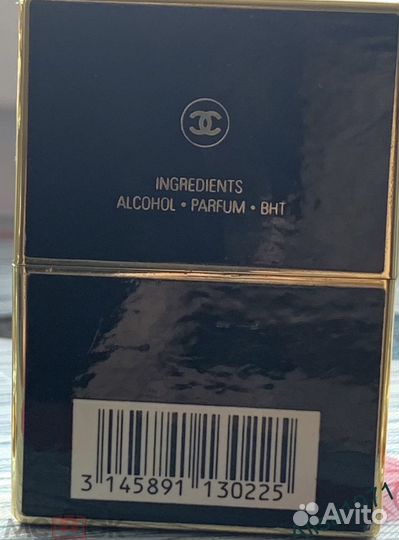 INGREDIENTS
ALCOHOL • PARFUM • BHT
3 145891 130225
Avito